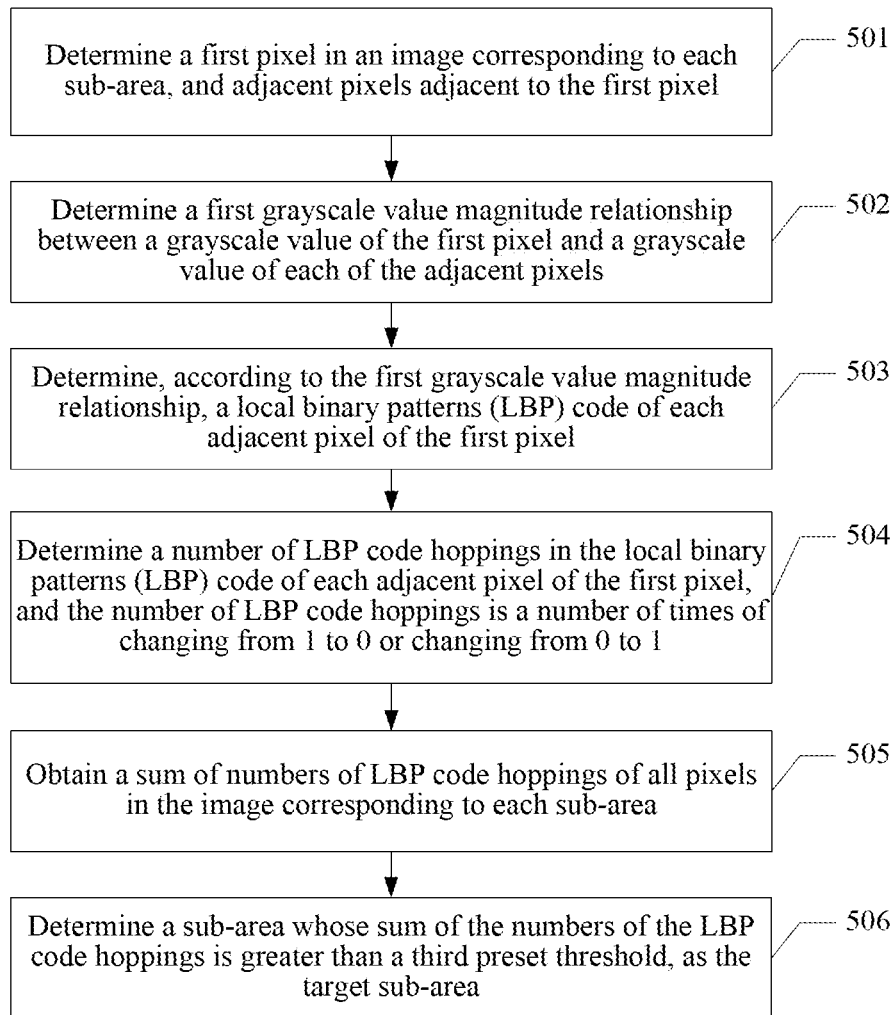 Determine a first pixel in an image corresponding to each
sub-area, and adjacent pixels adjacent to the first pixel
501
Determine a first grayscale value magnitude relationship
between a grayscale value of the first pixel and a grayscale
value of each of the adjacent pixels
502
Determine, according to the first grayscale value magnitude
relationship, a local binary patterns (LBP) code of each
adjacent pixel of the first pixel
503
Determine a number of LBP code hoppings in the local binary
patterns (LBP) code of each adjacent pixel of the first pixel,
and the number of LBP code hoppings is a number of times of
changing from 1 to 0 or changing from 0 to 1
504
Obtain a sum of numbers of LBP code hoppings of all pixels
in the image corresponding to each sub-area
505
Determine a sub-area whose sum of the numbers of the LBP
code hoppings is greater than a third preset threshold, as the
target sub-area
506